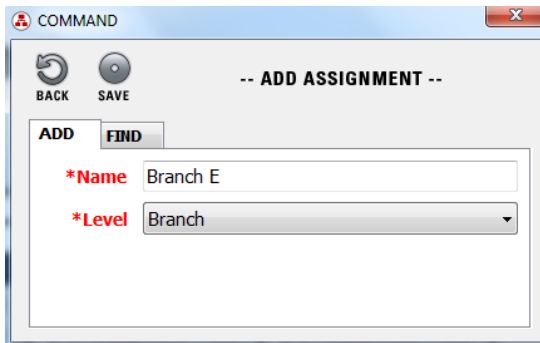 COMMAND
-- ADD ASSIGNMENT --
BACK SAVE
ADD FIND
*Name Branch E
*Level Branch